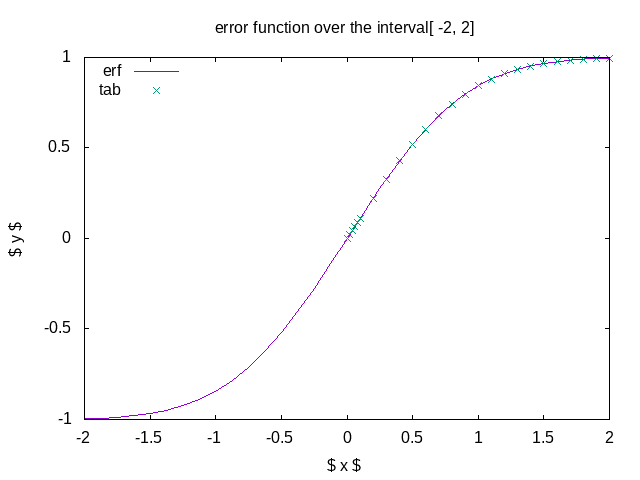 error function over the interval[ -2, 2]
erf
tab
1
0.5
0
-0.5
-1
-2
-1.5
-1
-0.5
0
0.5
1
1.5
2
$ y $
$ x $